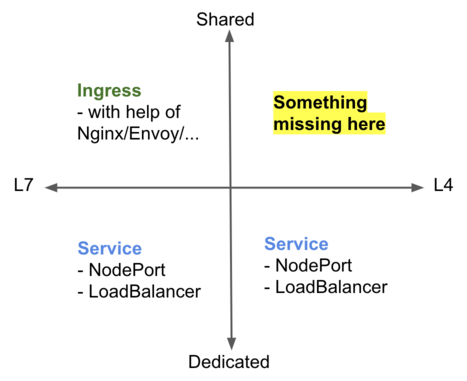 Shared
Ingress
- with help of
Nginx/Envoy/...
Something
missing here
L7
L4
Service
- NodePort
- LoadBalancer
Service
- NodePort
- LoadBalancer
Dedicated